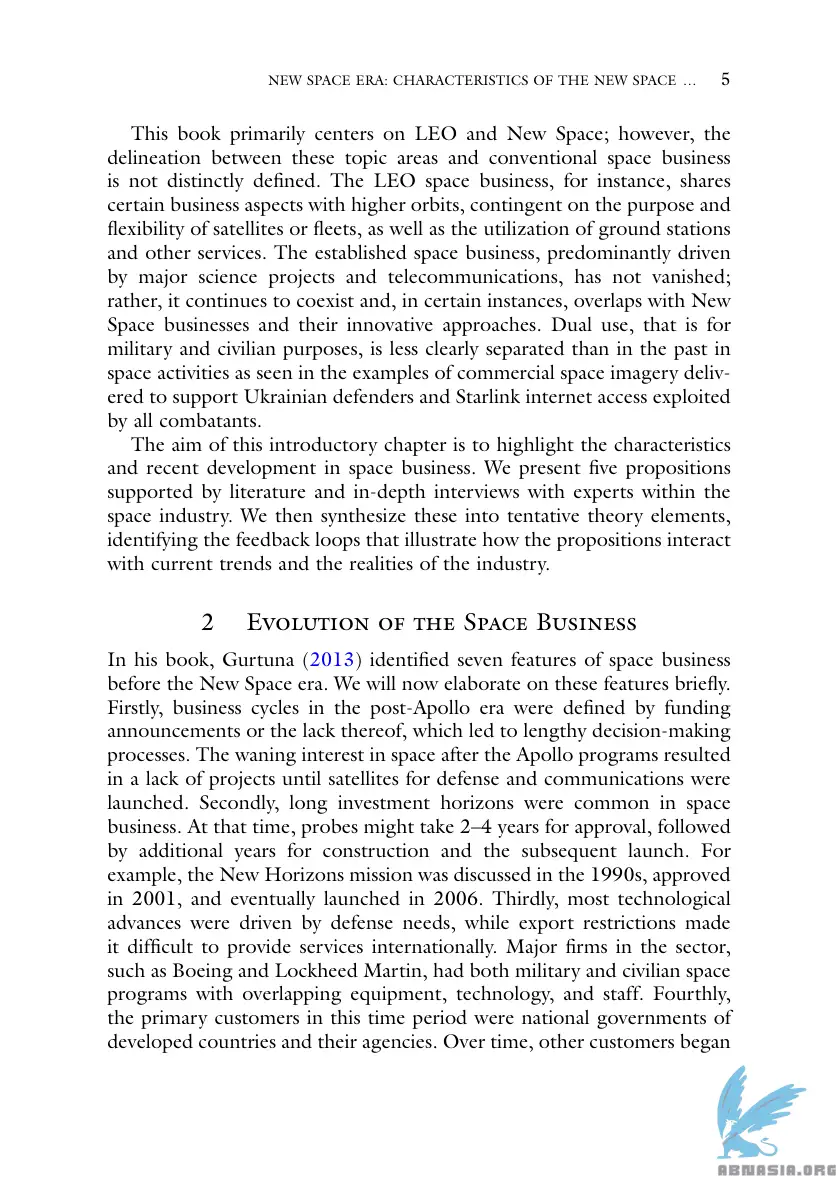 NEW SPACE ERA: CHARACTERISTICS OF THE NEW SPACE … 5
This book primarily centers on LEO and New Space; however, the
delineation between these topic areas and conventional space business
is not distinctly defined. The LEO space business, for instance, shares
certain business aspects with higher orbits, contingent on the purpose and
flexibility of satellites or fleets, as well as the utilization of ground stations
and other services. The established space business, predominantly driven
by major science projects and telecommunications, has not vanished;
rather, it continues to coexist and, in certain instances, overlaps with New
Space businesses and their innovative approaches. Dual use, that is for
military and civilian purposes, is less clearly separated than in the past in
space activities as seen in the examples of commercial space imagery deliv-
ered to support Ukrainian defenders and Starlink internet access exploited
by all combatants.
The aim of this introductory chapter is to highlight the characteristics
and recent development in space business. We present five propositions
supported by literature and in-depth interviews with experts within the
space industry. We then synthesize these into tentative theory elements,
identifying the feedback loops that illustrate how the propositions interact
with current trends and the realities of the industry.
2 Evolution of the Space Business
In his book, Gurtuna (2013) identified seven features of space business
before the New Space era. We will now elaborate on these features briefly.
Firstly, business cycles in the post-Apollo era were defined by funding
announcements or the lack thereof, which led to lengthy decision-making
processes. The waning interest in space after the Apollo programs resulted
in a lack of projects until satellites for defense and communications were
launched. Secondly, long investment horizons were common in space
business. At that time, probes might take 2–4 years for approval, followed
by additional years for construction and the subsequent launch. For
example, the New Horizons mission was discussed in the 1990s, approved
in 2001, and eventually launched in 2006. Thirdly, most technological
advances were driven by defense needs, while export restrictions made
it difficult to provide services internationally. Major firms in the sector,
such as Boeing and Lockheed Martin, had both military and civilian space
programs with overlapping equipment, technology, and staff. Fourthly,
the primary customers in this time period were national governments of
developed countries and their agencies. Over time, other customers began
ABNASIA.ORG